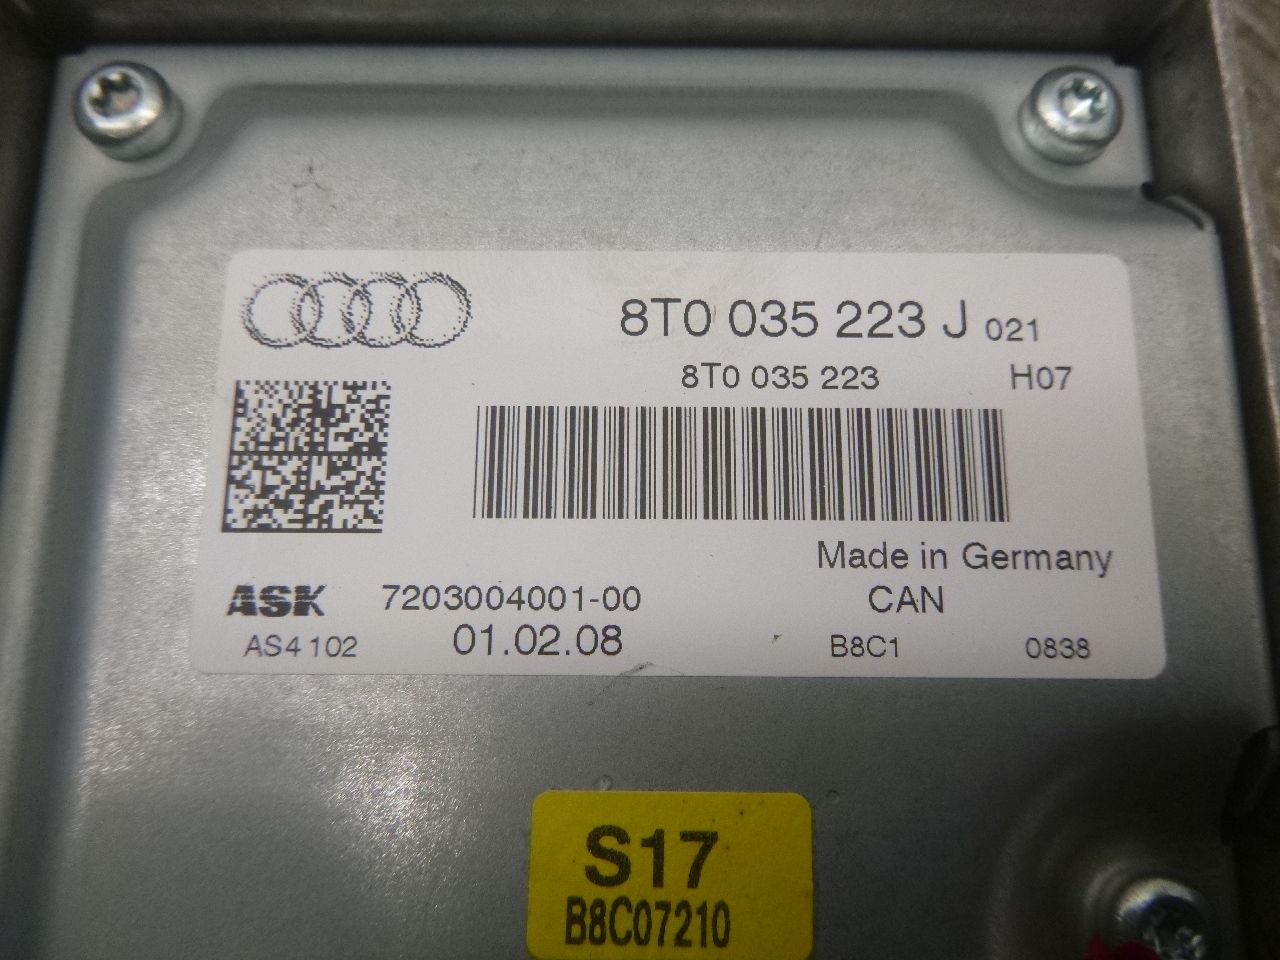 8T0 035 223 J 021
8T0 035 223 H07
Made in Germany
ASK 7203004001-00 CAN
AS4 102 01.02.08 B8C1 0838
S17
B8C07210